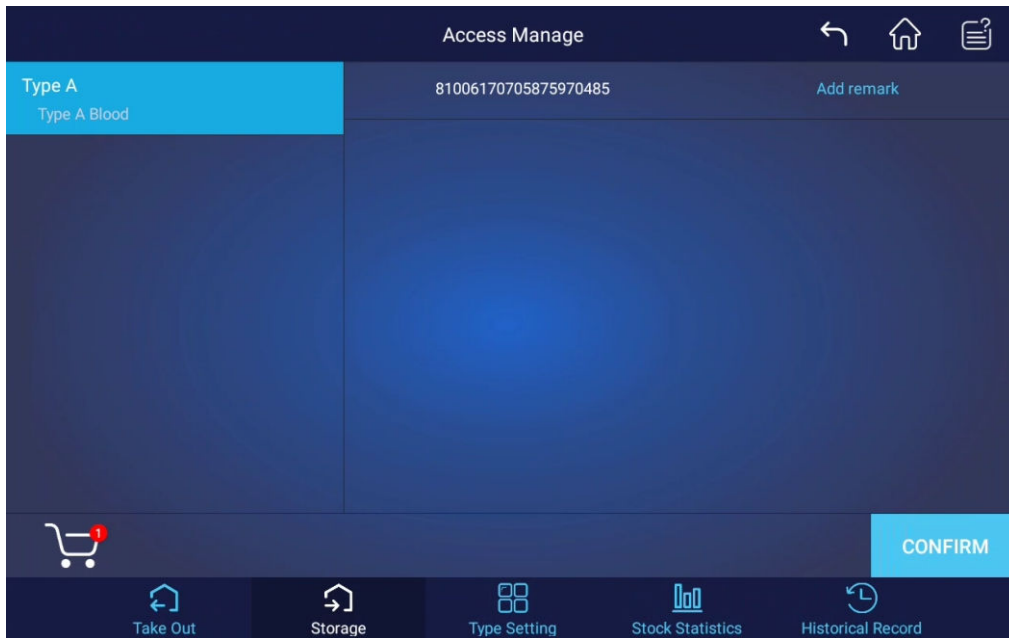 Access Manage
Type A
Type A Blood
81006170705875970485
Add remark
1
CONFIRM
Take Out
Storage
Type Setting
Stock Statistics
Historical Record